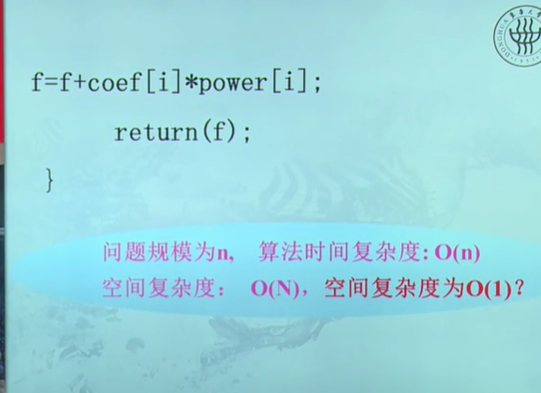 f=f+coef[i]*power[i];
return(f);
}
问题规模为n, 算法时间复杂度: O(n)
空间复杂度: O(N), 空间复杂度为O(1)?